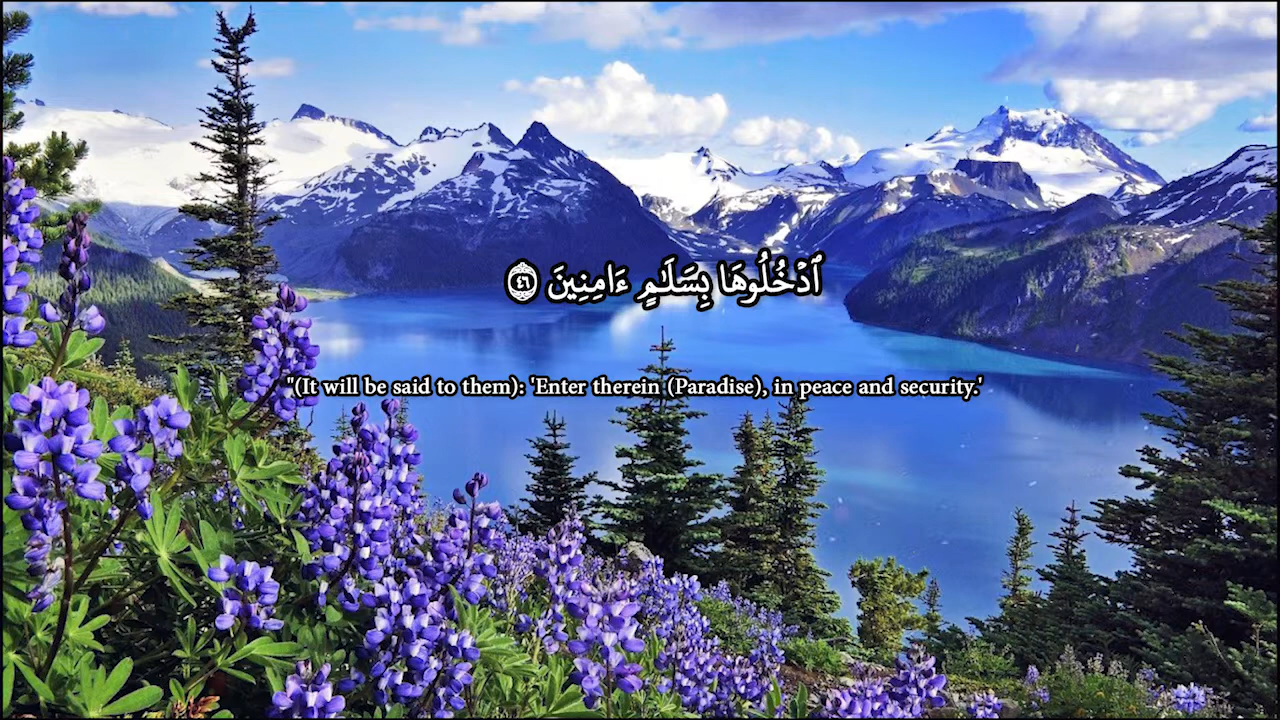 ٱدْخُلُوهَا بِسَلَـٰمٍ ءَامِنِينَ ٤٦
"(It will be said to them): 'Enter therein (Paradise), in peace and security.'